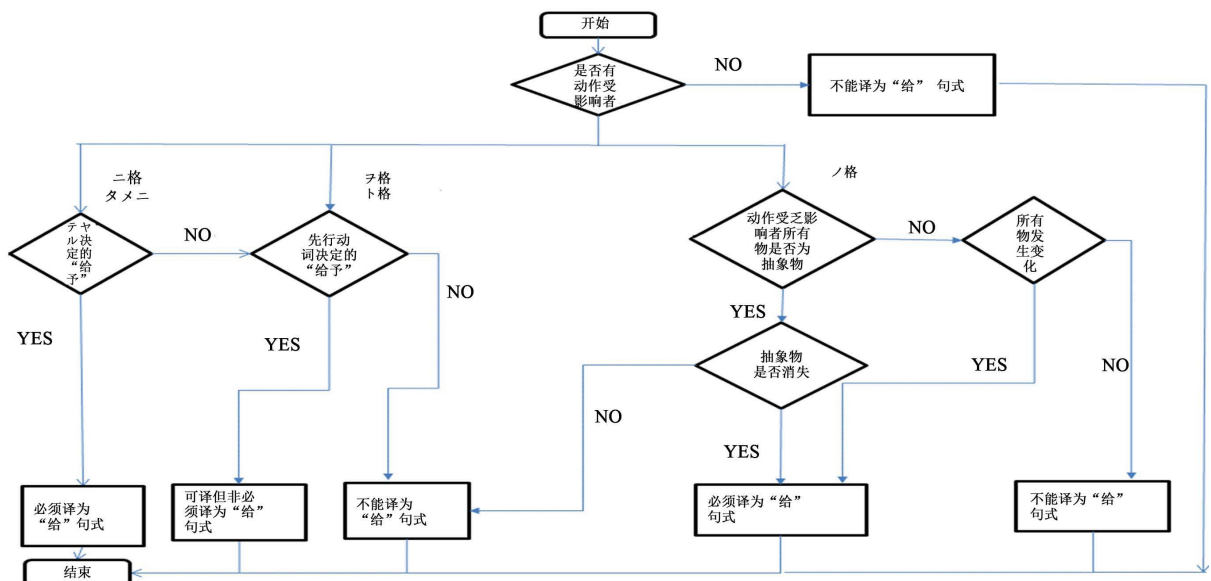 开始
是否有
动作受
影响者
NO
不能译为“给” 句式
ニ格
タメニ
ヲ格
ト格
ノ格
テヤ
ル决
定的
“给
予”
NO
先行动
词决定的
“给予”
动作受乏影
响者所有
物是否为
抽象物
NO
所有
物发
生变
化
YES
YES
NO
YES
抽象物
是否消失
YES
NO
NO
YES
必须译为
“给”句式
可译但非必
须译为“给”
句式
不能译为
“给”句式
必须译为“给”
句式
不能译为“给”
句式
结束